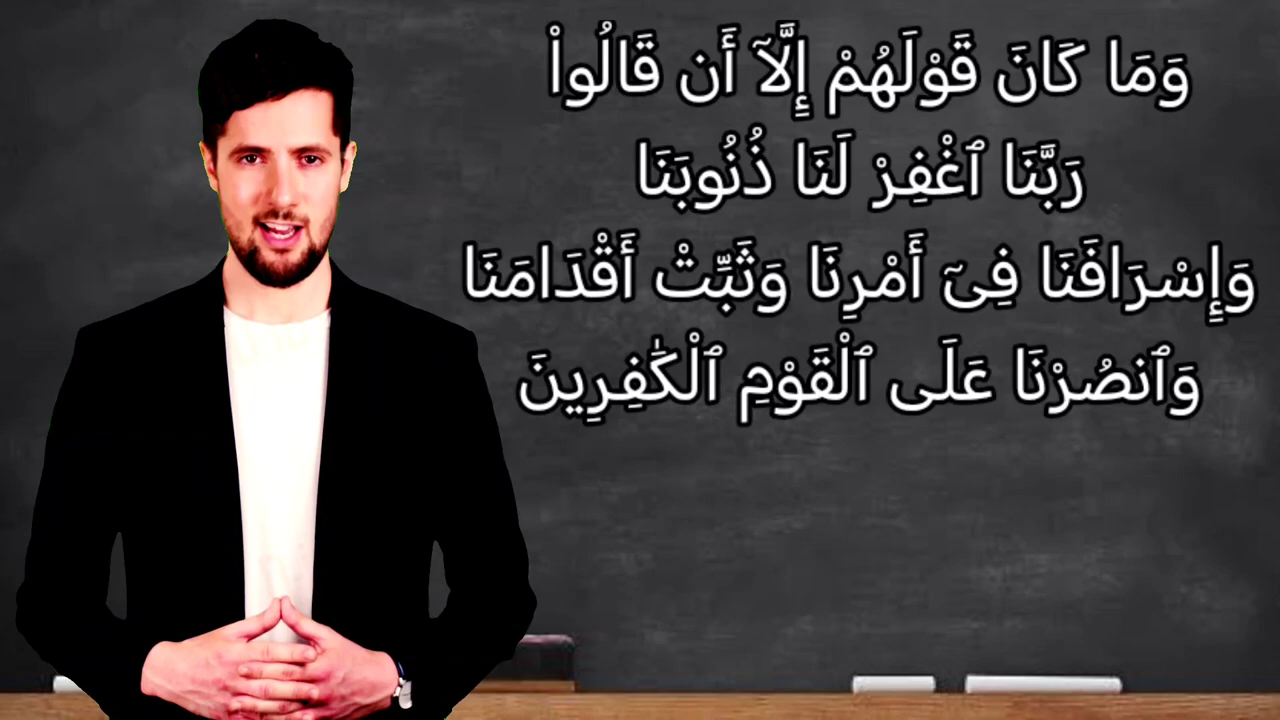 وَمَا كَانَ قَوْلَهُمْ إِلَّآ أَن قَالُوا۟
رَبَّنَا ٱغْفِرْ لَنَا ذُنُوبَنَا
وَإِسْرَافَنَا فِىٓ أَمْرِنَا وَثَبِّتْ أَقْدَامَنَا
وَٱنصُرْنَا عَلَى ٱلْقَوْمِ ٱلْكَٰفِرِينَ